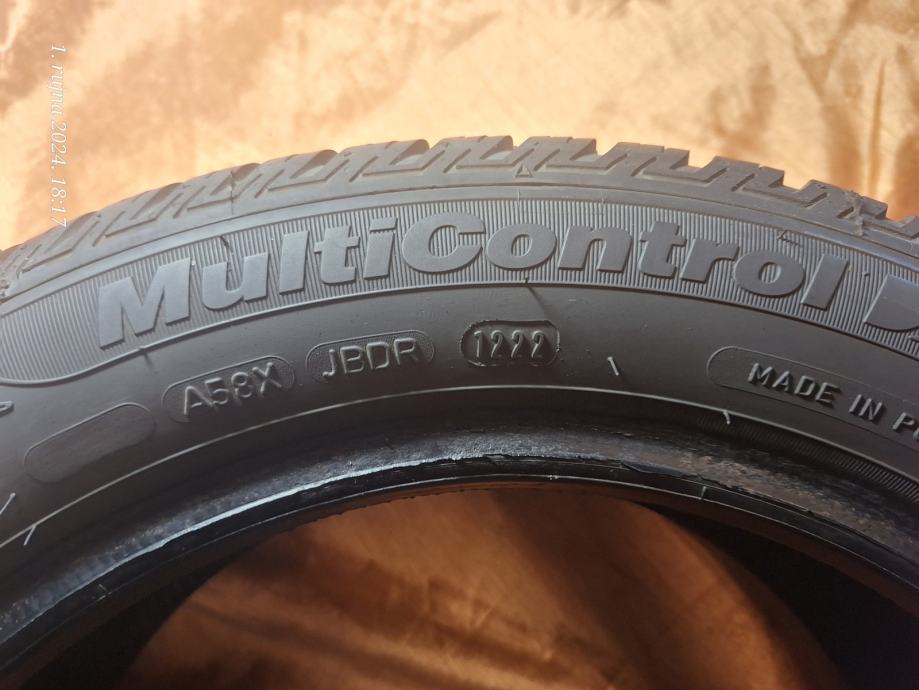 1. rujna 2024. 18:17
MultiControl
A58X JBDR 1222
MADE IN